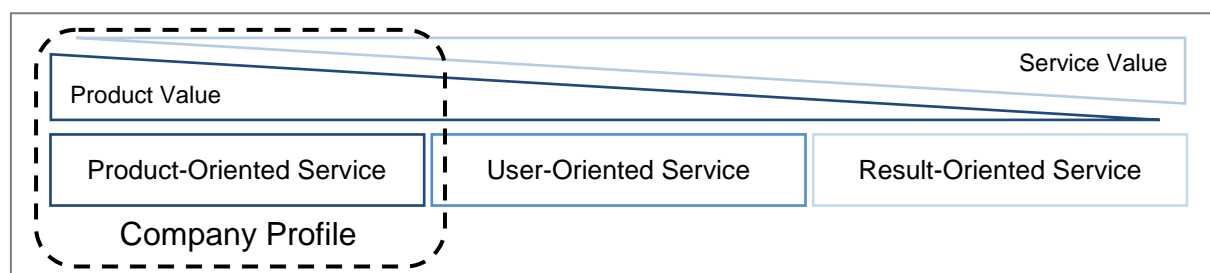 Service Value
Product Value
Product-Oriented Service
User-Oriented Service
Result-Oriented Service
Company Profile